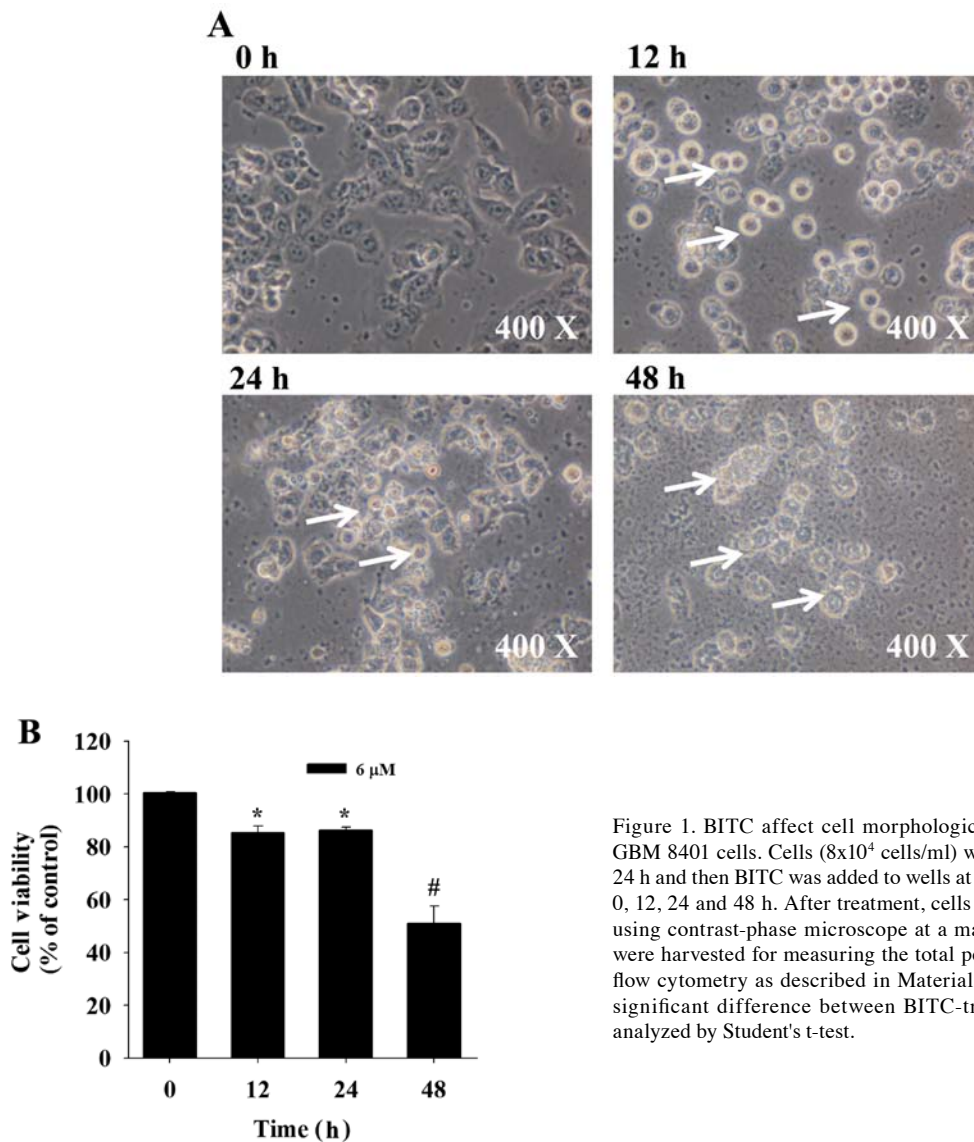 A
0 h
12 h
400 X
400 X
24 h
48 h
400 X
400 X
B
120
100
80
60
40
20
0
Cell viability
(% of control)
6 µM
*
*
#
0 12 24 48
Time (h)
Figure 1. BITC affect cell morphologic
GBM 8401 cells. Cells (8x10⁴ cells/ml) w
24 h and then BITC was added to wells at
0, 12, 24 and 48 h. After treatment, cells
using contrast-phase microscope at a ma
were harvested for measuring the total pe
flow cytometry as described in Material
significant difference between BITC-tr
analyzed by Student's t-test.